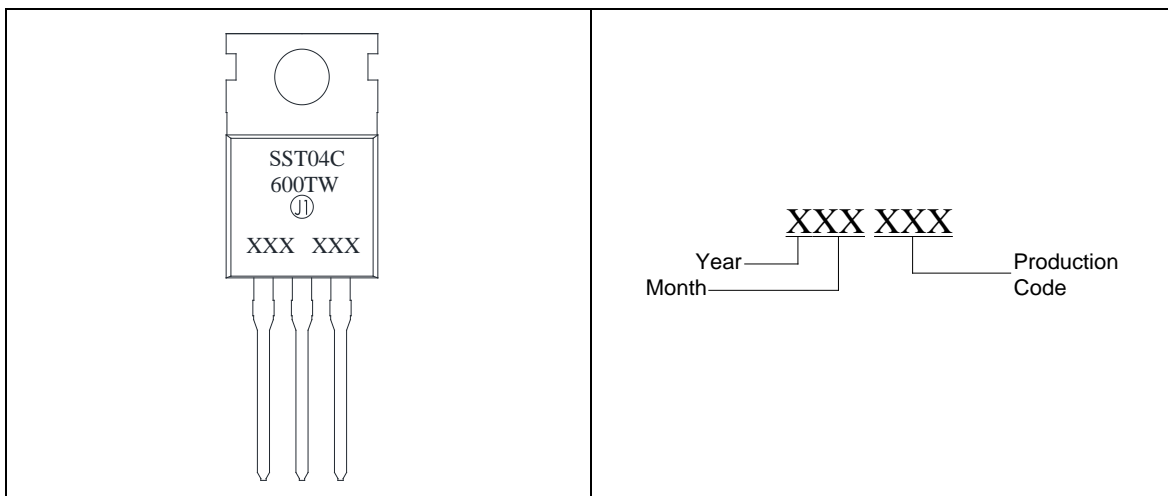 SST04C
600TW
J1
XXX XXX
XXX XXX
Year
Month
Production
Code